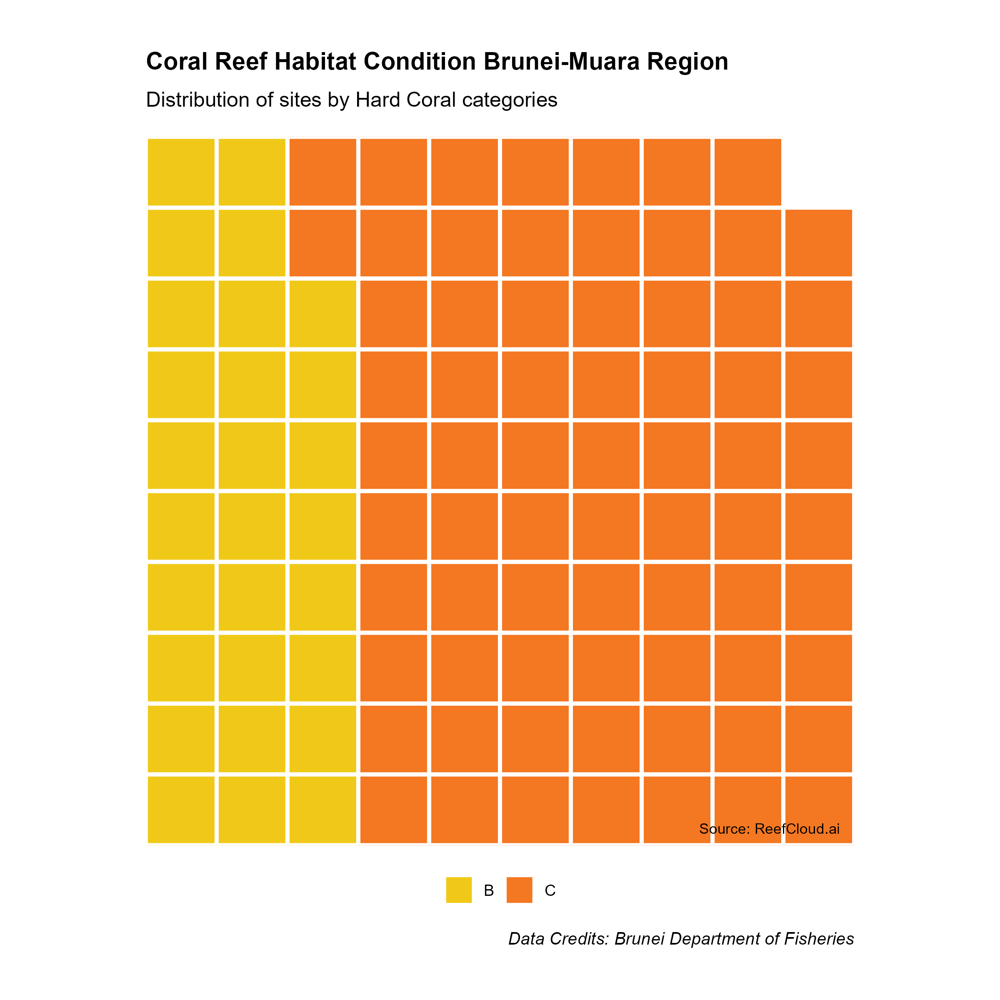 Coral Reef Habitat Condition Brunei-Muara Region
Distribution of sites by Hard Coral categories
Source: ReefCloud.ai
B
C
Data Credits: Brunei Department of Fisheries